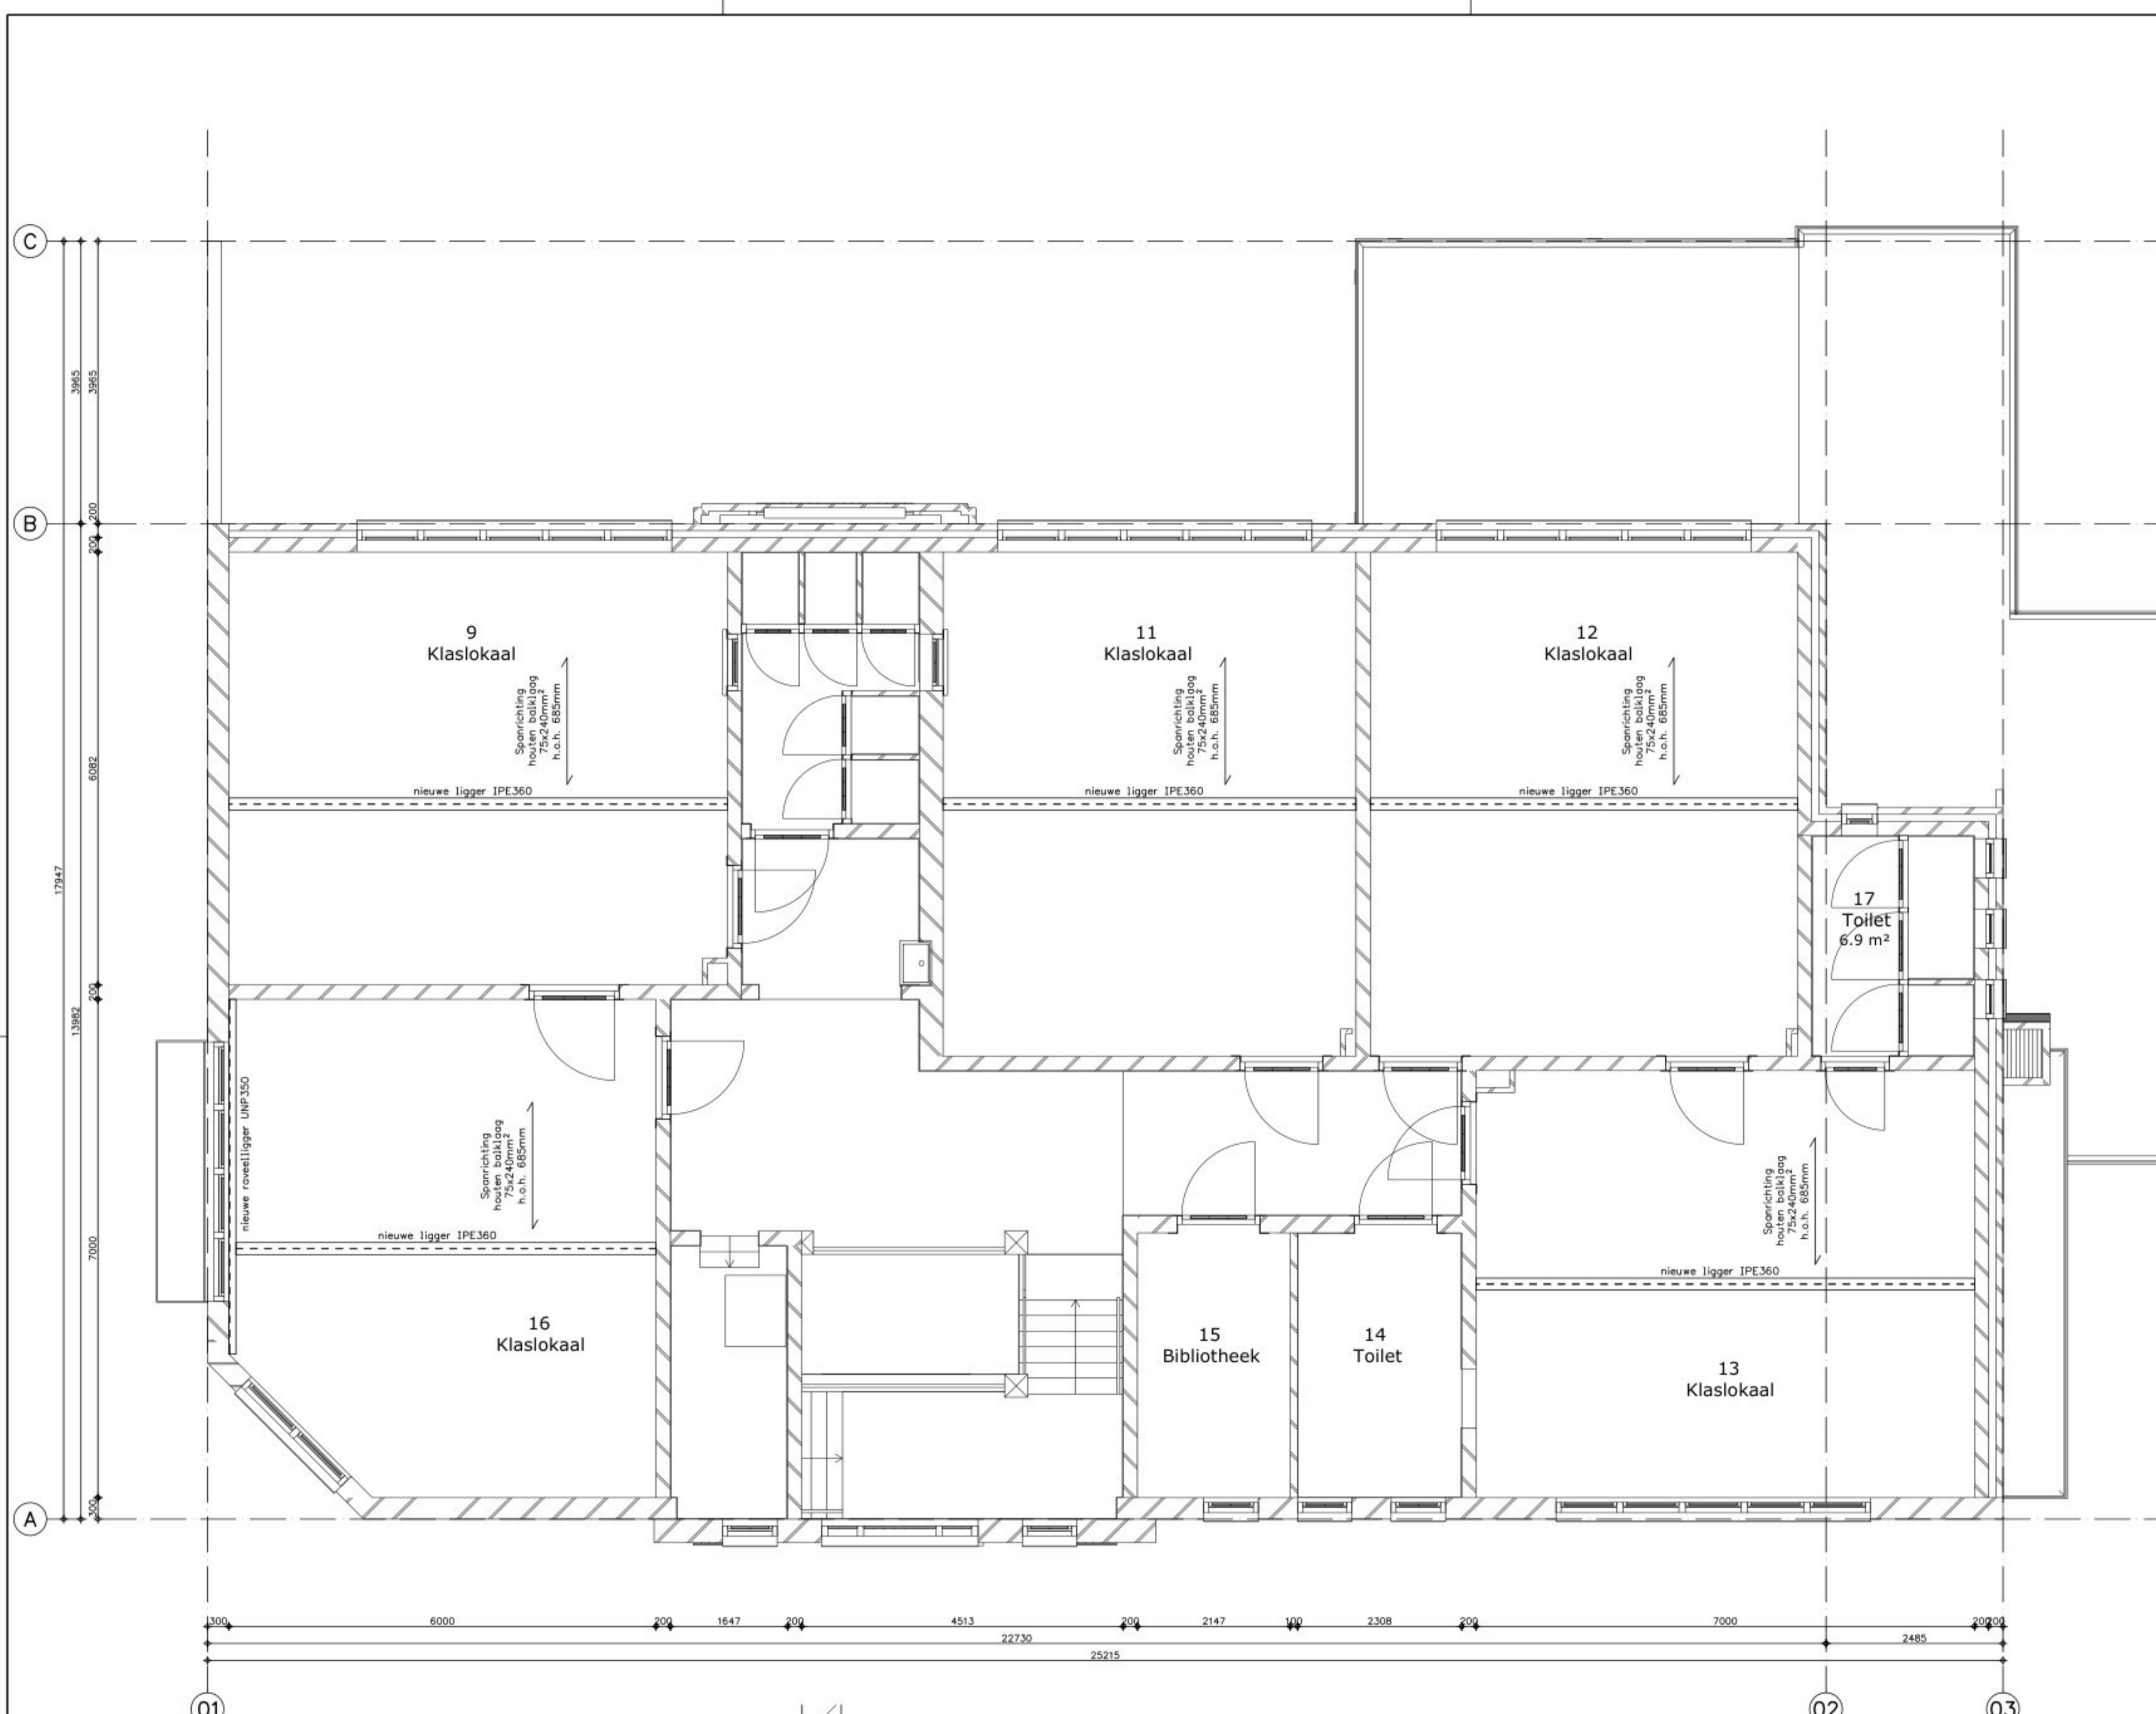 C
3965
3965
B
200
200
9
Klaslokaal
11
Klaslokaal
12
Klaslokaal
Spanrichting
houten balklaag
75x240mm²
h.o.h. 685mm
Spanrichting
houten balklaag
75x240mm²
h.o.h. 685mm
Spanrichting
houten balklaag
75x240mm²
h.o.h. 685mm
6082
nieuwe ligger IPE360
nieuwe ligger IPE360
nieuwe ligger IPE360
17947
17
Toilet
6.9 m²
200
13982
nieuwe raveelligger UNP350
Spanrichting
houten balklaag
75x240mm²
h.o.h. 685mm
Spanrichting
houten balklaag
75x240mm²
h.o.h. 685mm
7000
nieuwe ligger IPE360
nieuwe ligger IPE360
16
Klaslokaal
15
Bibliotheek
14
Toilet
13
Klaslokaal
300
A
300 6000 200 1647 200 4513 200 2147 100 2308 200 7000 200 200
22730 2485
25215
01 02 03